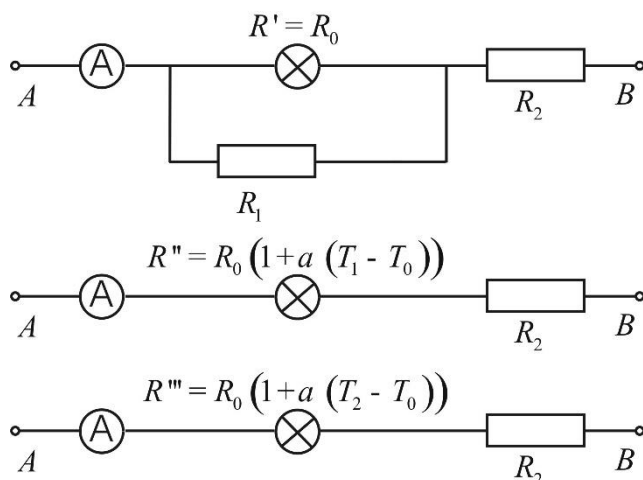 R' = R₀
A A R₂ B
R₁
R" = R₀ (1+a (T₁ - T₀))
A A R₂ B
R''' = R₀ (1+a (T₂ - T₀))
A A R₂ B